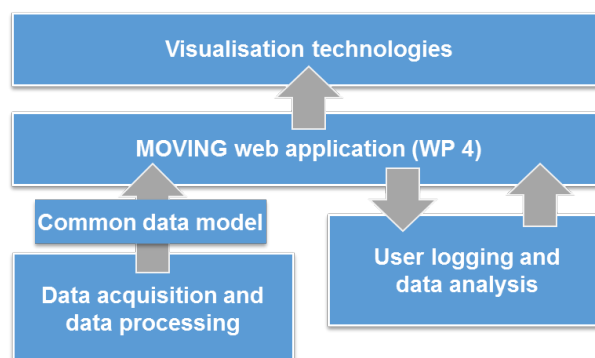 Visualisation technologies
MOVING web application (WP 4)
Common data model
User logging and
data analysis
Data acquisition and
data processing